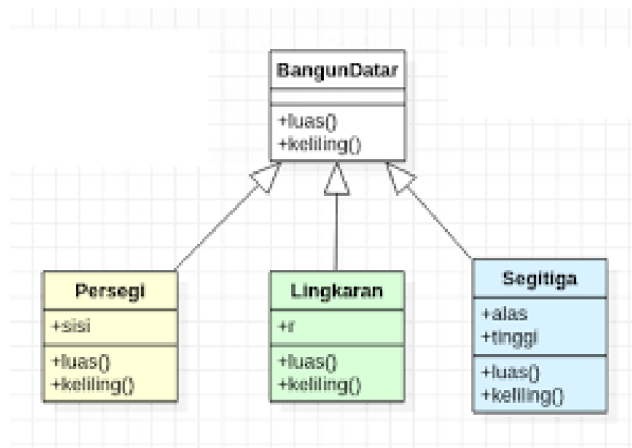 BangunDatar
+luas()
+keliling()
Persegi
+sisi
+luas()
+keliling()
Lingkaran
+r
+luas()
+keliling()
Segitiga
+alas
+tinggi
+luas()
+keliling()